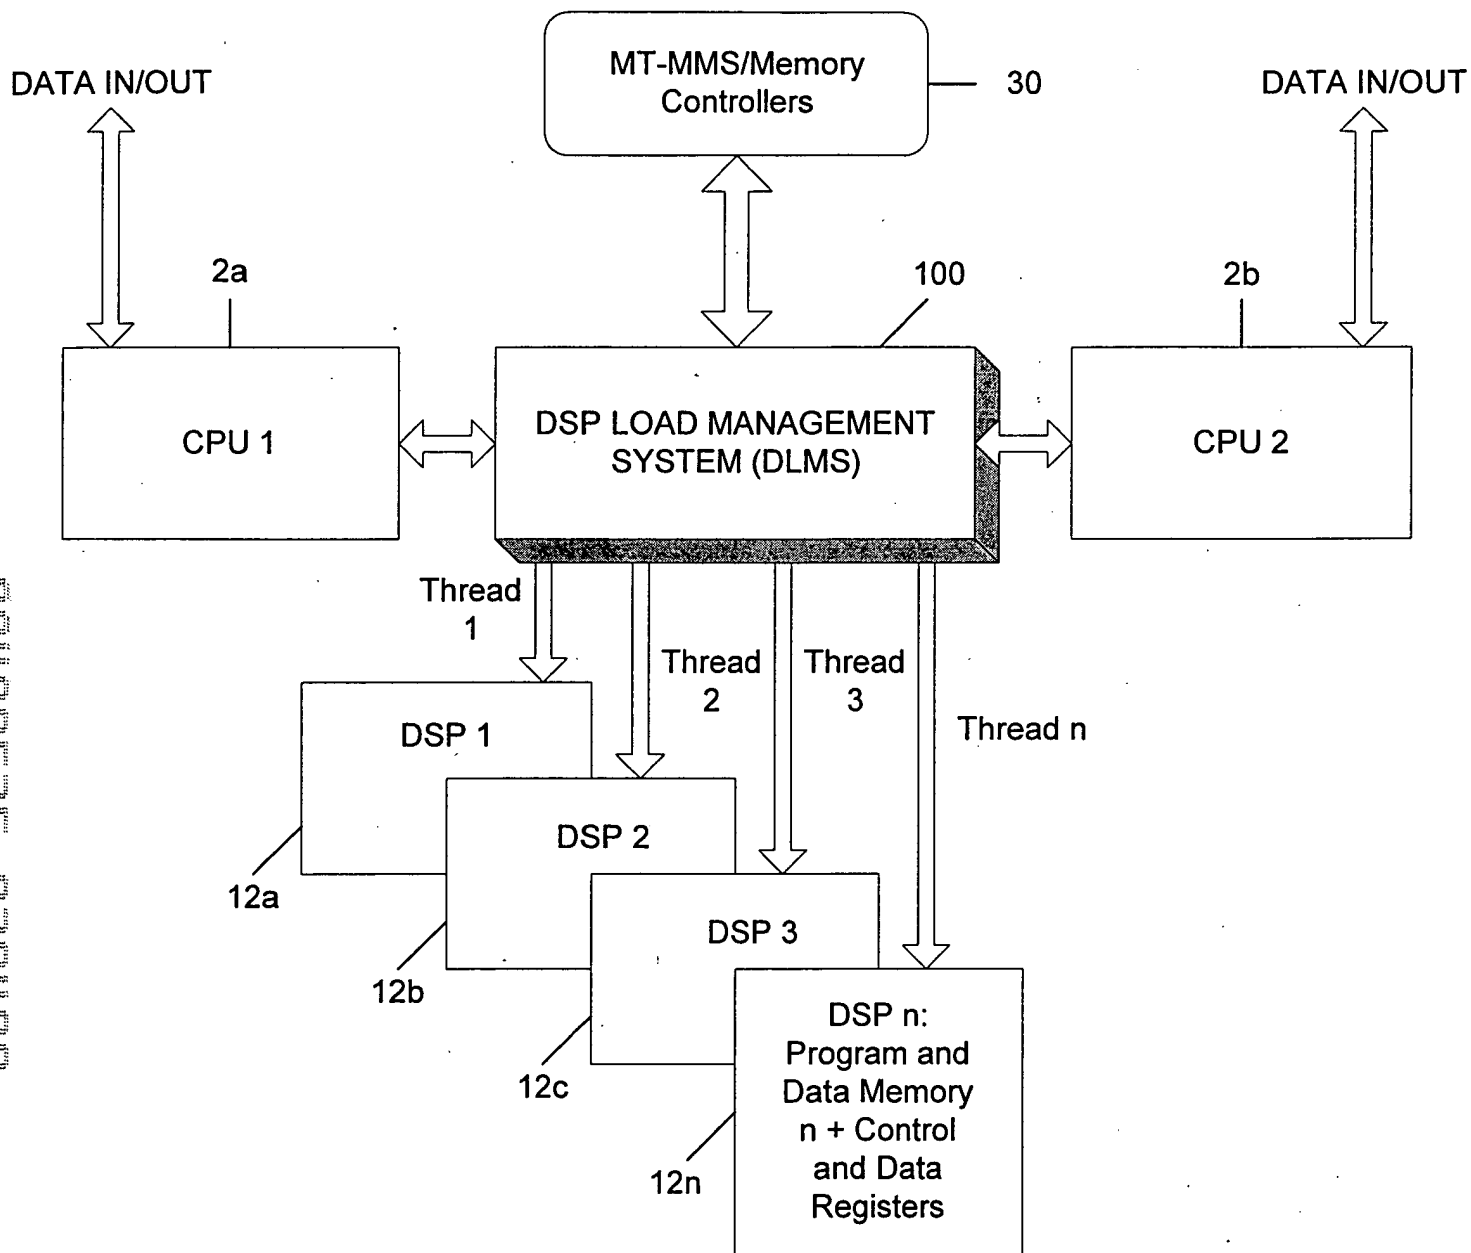 MT-MMS/Memory
Controllers
30
DATA IN/OUT
DATA IN/OUT
2a
100
2b
CPU 1
DSP LOAD MANAGEMENT
SYSTEM (DLMS)
CPU 2
Thread
1
Thread
2
Thread
3
Thread n
DSP 1
DSP 2
DSP 3
12a
12b
12c
12n
DSP n:
Program and
Data Memory
n + Control
and Data
Registers